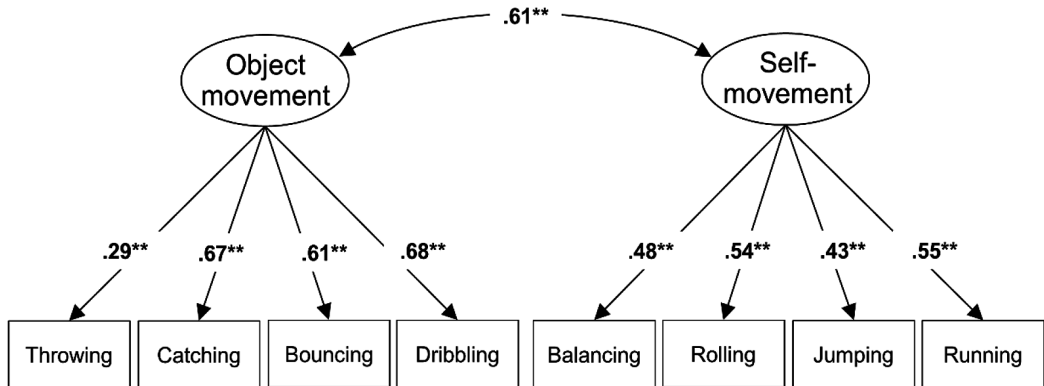 .61**
Object
movement
Self-
movement
.29** .67** .61** .68** .48** .54** .43** .55**
Throwing Catching Bouncing Dribbling Balancing Rolling Jumping Running